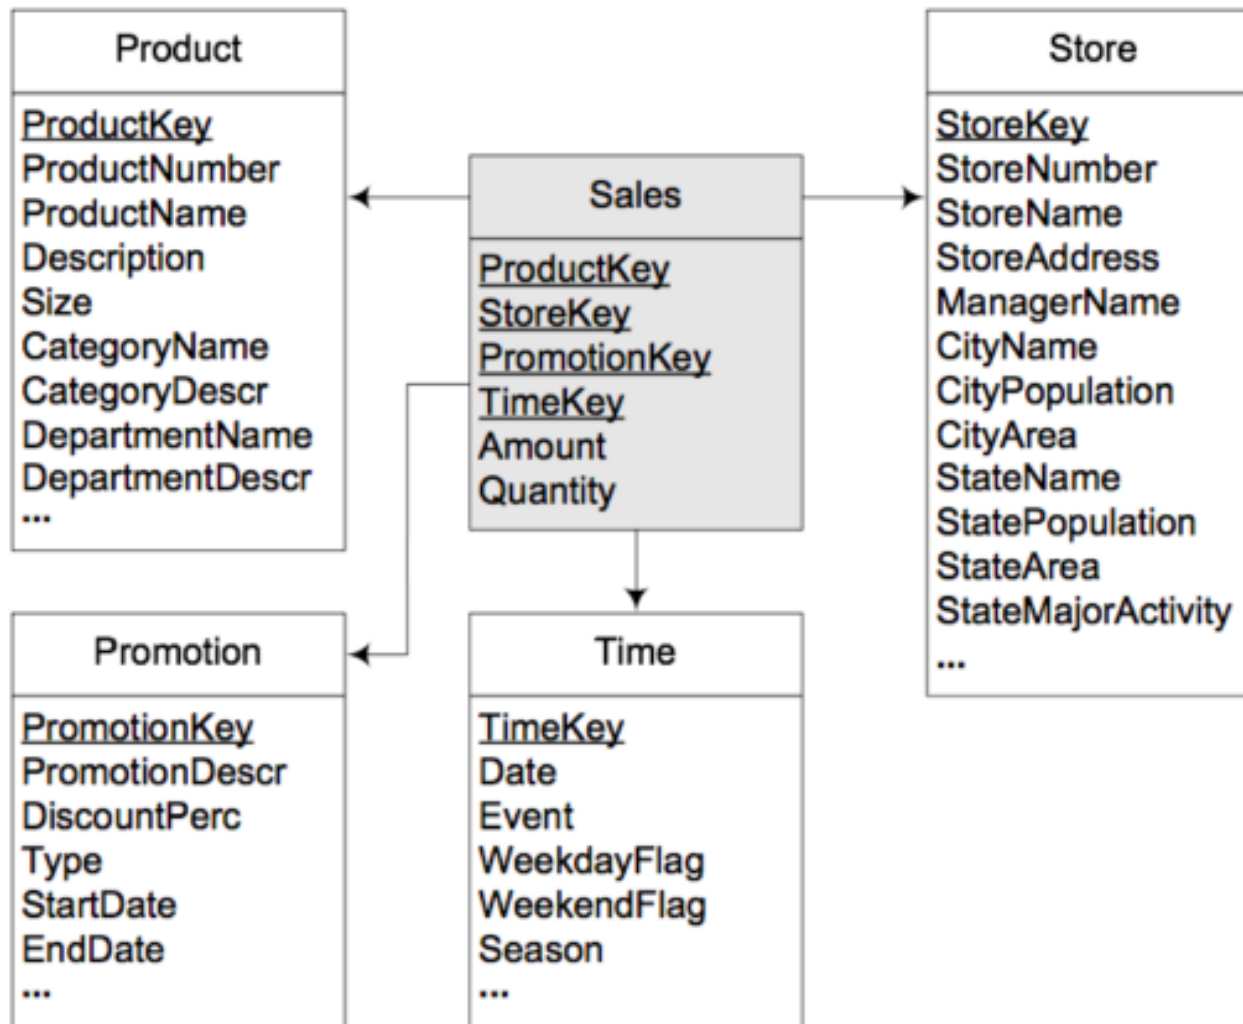 Product
ProductKey
ProductNumber
ProductName
Description
Size
CategoryName
CategoryDescr
DepartmentName
DepartmentDescr
...
Sales
ProductKey
StoreKey
PromotionKey
TimeKey
Amount
Quantity
Store
StoreKey
StoreNumber
StoreName
StoreAddress
ManagerName
CityName
CityPopulation
CityArea
StateName
StatePopulation
StateArea
StateMajorActivity
...
Promotion
PromotionKey
PromotionDescr
DiscountPerc
Type
StartDate
EndDate
...
Time
TimeKey
Date
Event
WeekdayFlag
WeekendFlag
Season
...